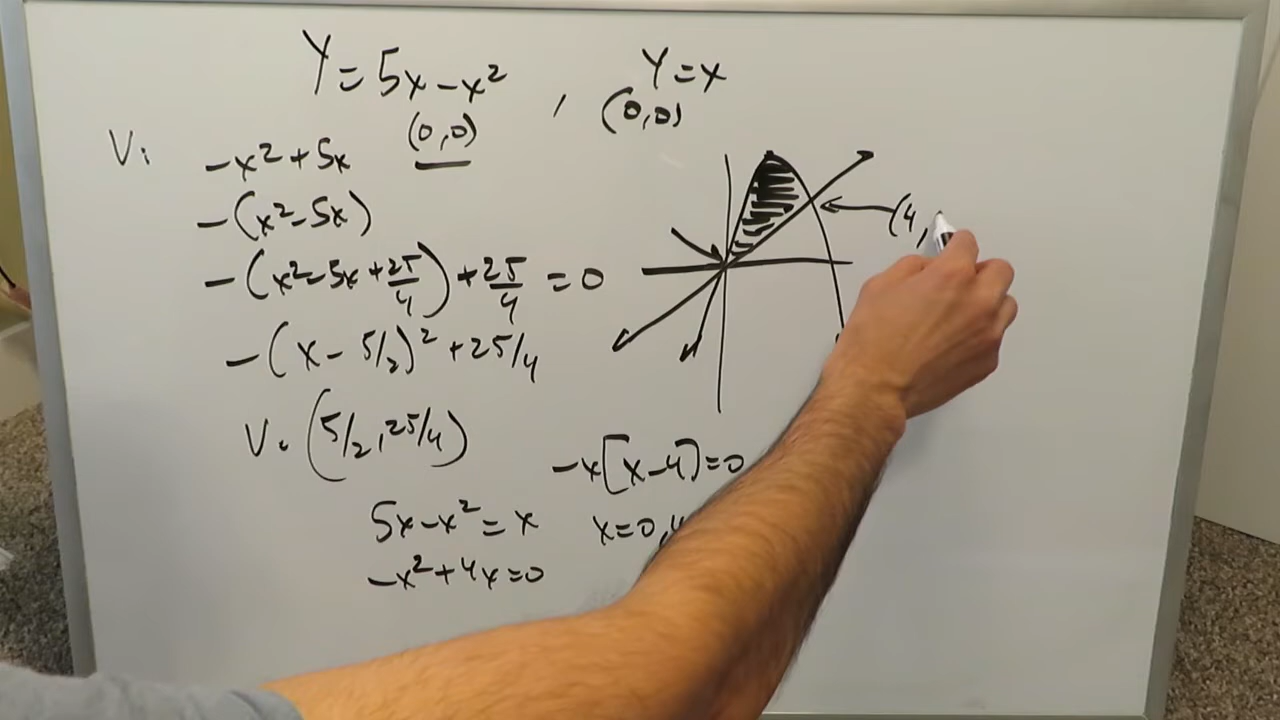 Y = 5x - x² , Y = x
(0,0) (0,0)
V: -x² + 5x
-(x² - 5x)
-(x² - 5x + 25/4) + 25/4 = 0
-(x - 5/2)² + 25/4
V: (5/2, 25/4)
5x - x² = x
-x² + 4x = 0
-x[x - 4] = 0
x = 0, 4
(4,